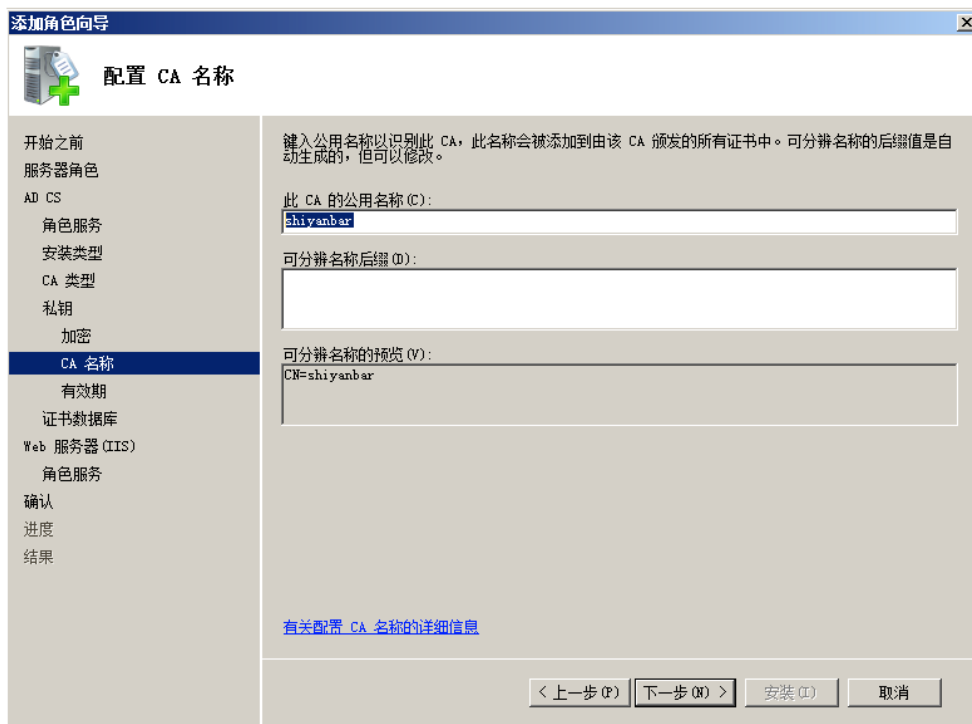 添加角色向导
配置 CA 名称
开始之前
服务器角色
AD CS
角色服务
安装类型
CA 类型
私钥
加密
CA 名称
有效期
证书数据库
Web 服务器(IIS)
角色服务
确认
进度
结果
键入公用名称以识别此 CA，此名称会被添加到由该 CA 颁发的所有证书中。可分辨名称的后缀值是自
动生成的，但可以修改。
此 CA 的公用名称(C):
shiyanbar
可分辨名称后缀(D):
可分辨名称的预览(V):
CN=shiyanbar
有关配置 CA 名称的详细信息
< 上一步(P)
下一步(N) >
安装(I)
取消